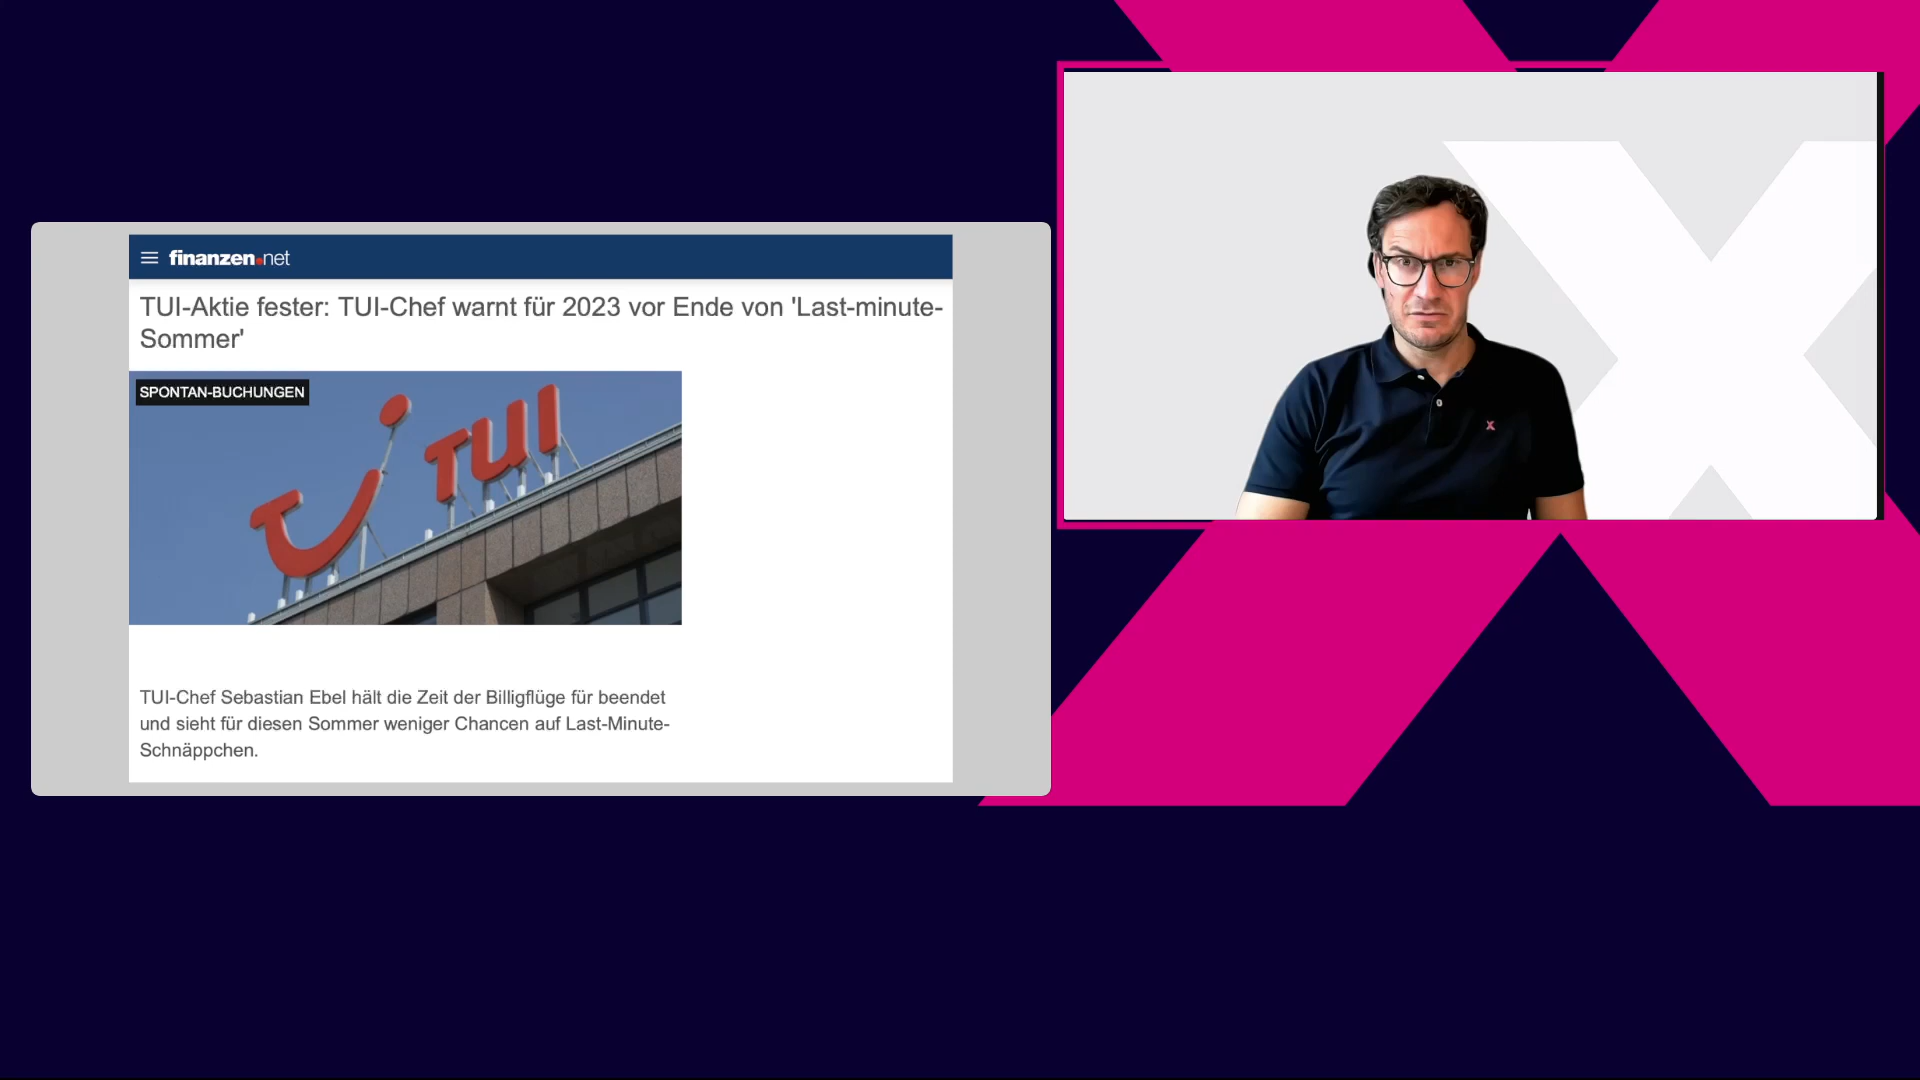 finanzen.net
TUI-Aktie fester: TUI-Chef warnt für 2023 vor Ende von 'Last-minute-
Sommer'
SPONTAN-BUCHUNGEN
TUI
TUI-Chef Sebastian Ebel hält die Zeit der Billigflüge für beendet
und sieht für diesen Sommer weniger Chancen auf Last-Minute-
Schnäppchen.